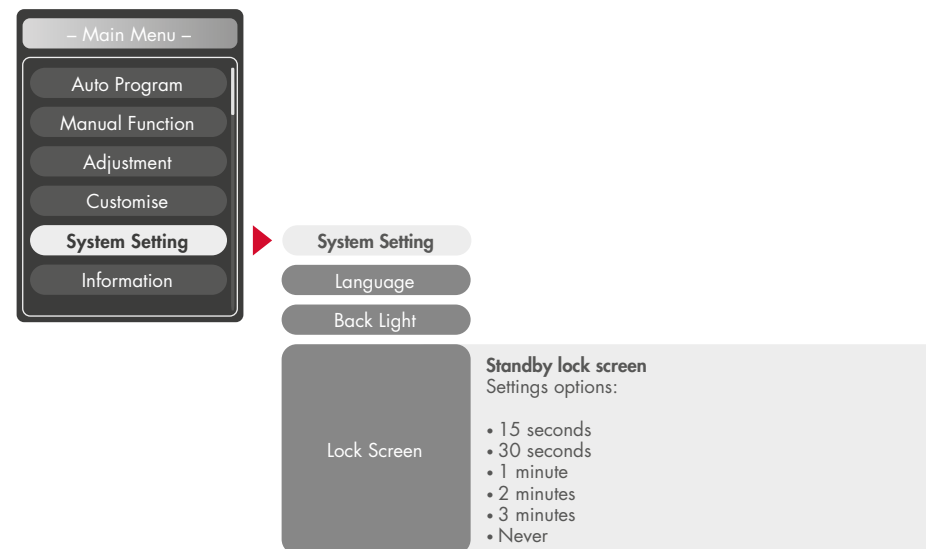 – Main Menu –
Auto Program
Manual Function
Adjustment
Customise
System Setting
Information
System Setting
Language
Back Light
Lock Screen
Standby lock screen
Settings options:
• 15 seconds
• 30 seconds
• 1 minute
• 2 minutes
• 3 minutes
• Never